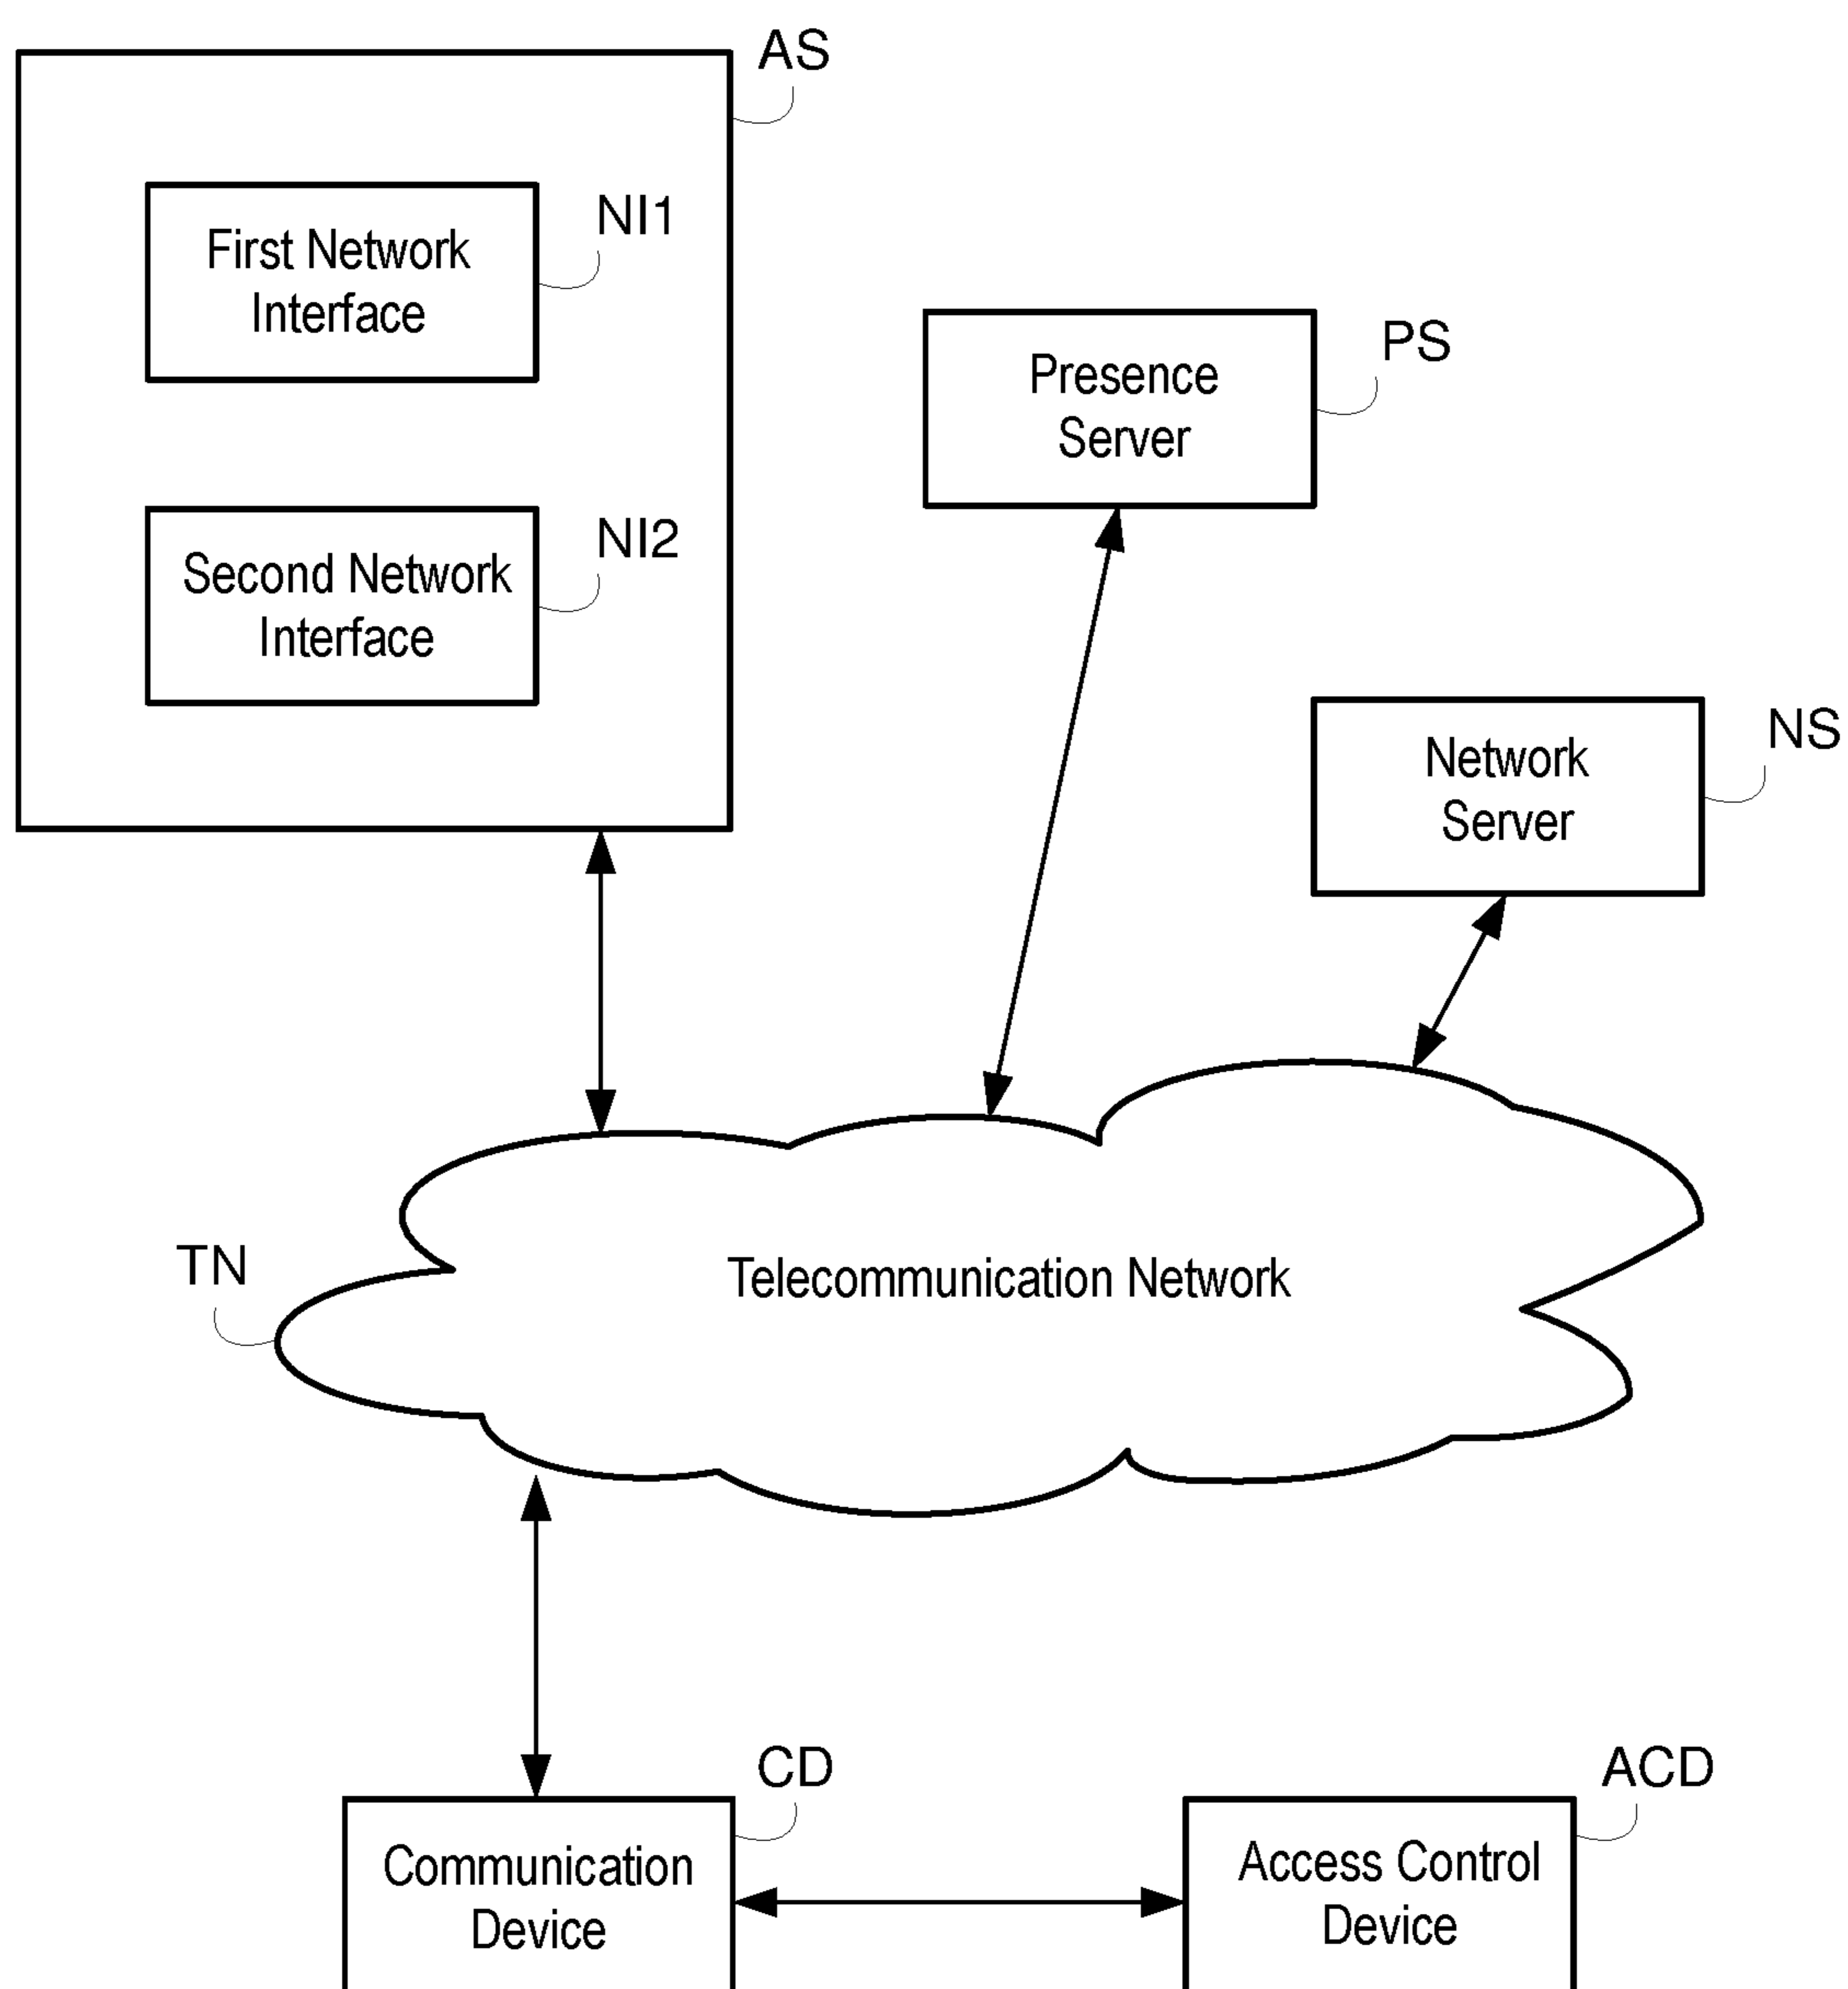 AS
First Network
Interface
NI1
Second Network
Interface
NI2
Presence
Server
PS
Network
Server
NS
TN
Telecommunication Network
Communication
Device
CD
Access Control
Device
ACD